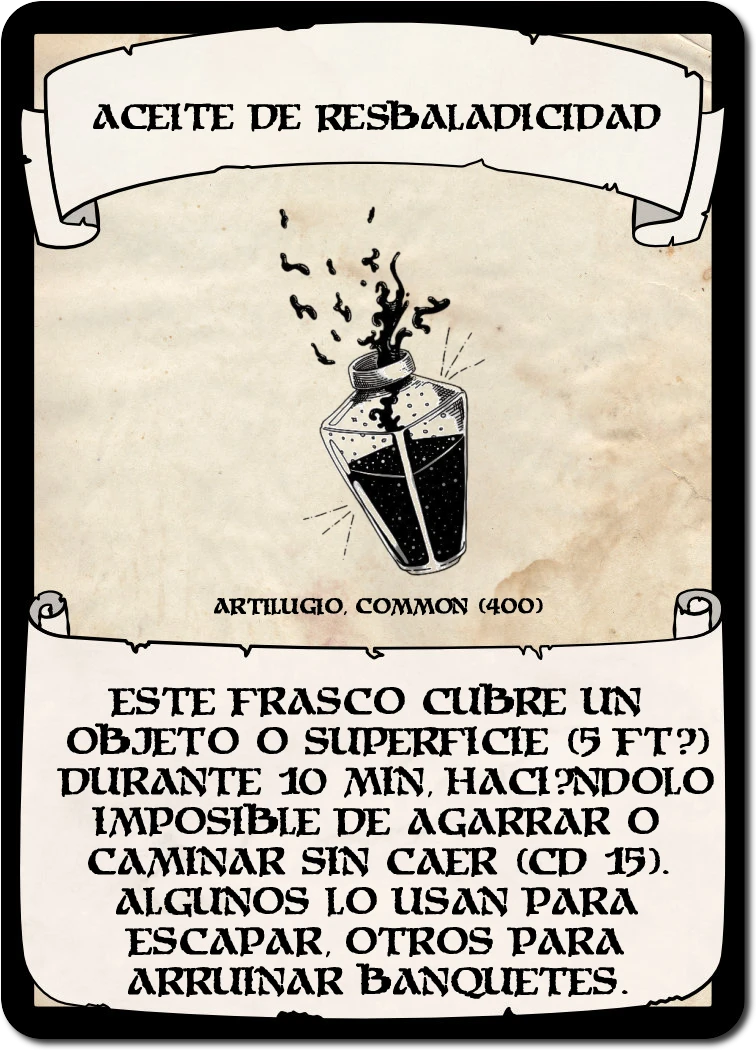 ACEITE DE RESBALADICIDAD
ARTILUGIO, COMMON (400)
ESTE FRASCO CUBRE UN
OBJETO O SUPERFICIE (5 FT?)
DURANTE 10 MIN, HACI?NDOLO
IMPOSIBLE DE AGARRAR O
CAMINAR SIN CAER (CD 15).
ALGUNOS LO USAN PARA
ESCAPAR, OTROS PARA
ARRUINAR BANQUETES.